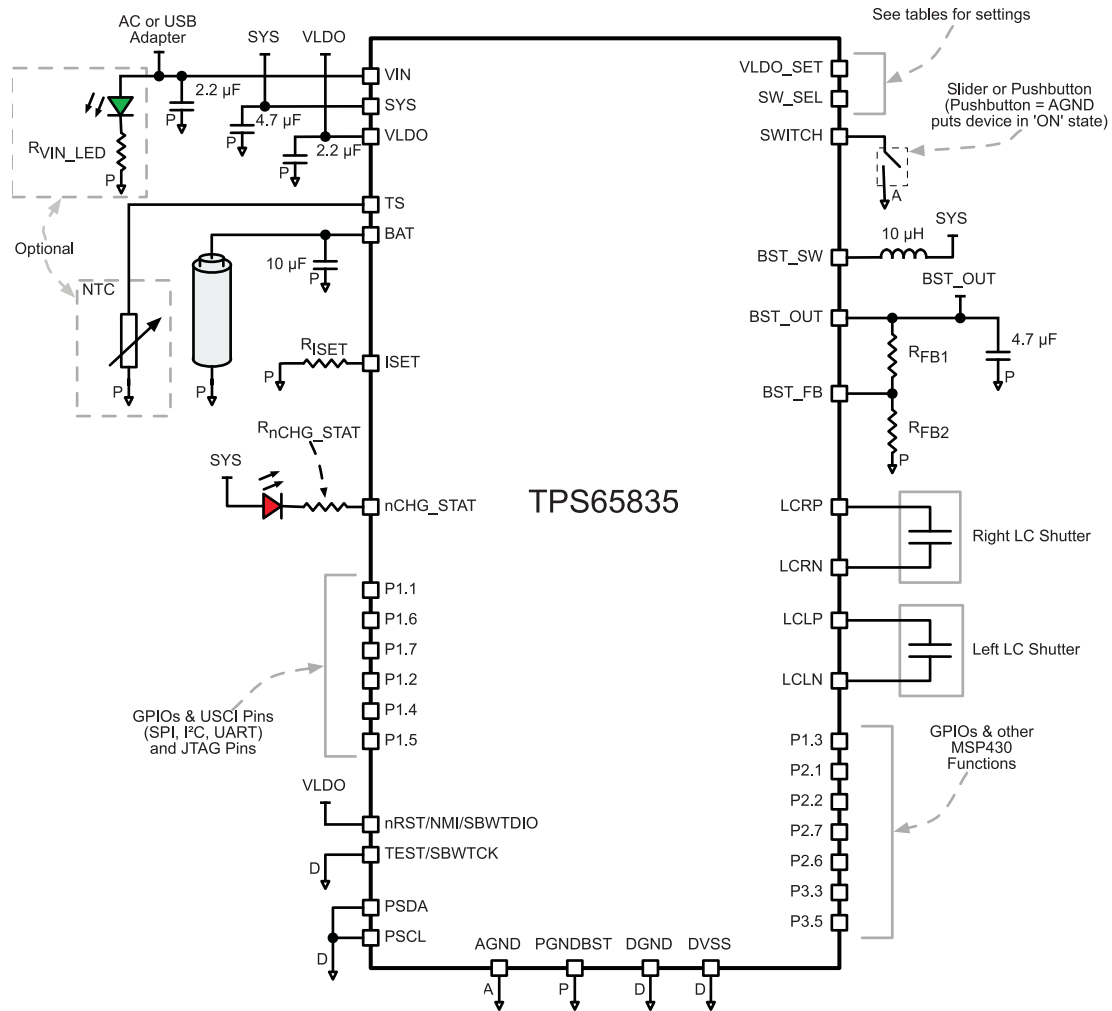 AC or USB
Adapter
SYS
VLDO
See tables for settings
VIN
2.2 µF
P
SYS
4.7 µF
P
VLDO
2.2 µF
P
RVIN_LED
P
VLDO_SET
SW_SEL
SWITCH
Slider or Pushbutton
(Pushbutton = AGND
puts device in 'ON' state)
A
TS
BAT
10 µF
P
Optional
NTC
P
P
SYS
10 µH
BST_SW
BST_OUT
BST_OUT
RFB1
4.7 µF
P
BST_FB
RFB2
P
RISET
P
ISET
RnCHG_STAT
SYS
nCHG_STAT
TPS65835
LCRP
LCRN
Right LC Shutter
LCLP
LCLN
Left LC Shutter
P1.1
P1.6
P1.7
P1.2
P1.4
P1.5
GPIOs & USCI Pins
(SPI, I²C, UART)
and JTAG Pins
P1.3
P2.1
P2.2
P2.7
P2.6
P3.3
P3.5
GPIOs & other
MSP430
Functions
VLDO
nRST/NMI/SBWTDIO
D
TEST/SBWTCK
PSDA
PSCL
D
AGND
PGNDBST
DGND
DVSS
A
P
D
D